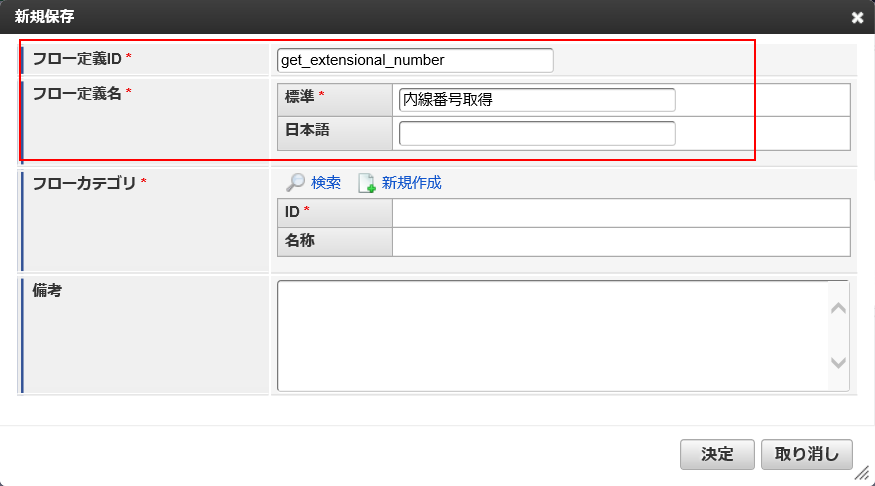 新規保存
フロー定義ID *
get_extensional_number
フロー定義名 *
標準 *
内線番号取得
日本語
フローカテゴリ *
検索
新規作成
ID *
名称
備考
決定
取り消し